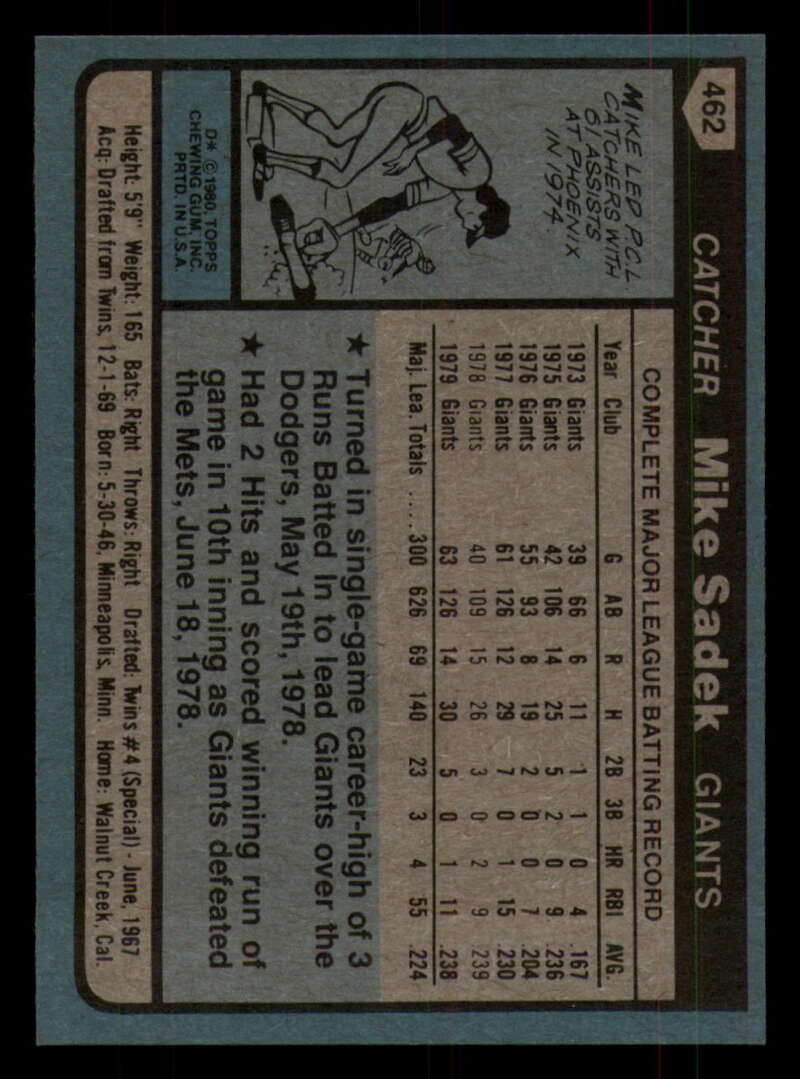 462
CATCHER Mike Sadek GIANTS
MIKE LED P.C.L
CATCHERS WITH
61 ASSISTS
AT PHOENIX
IN 1974.
D* © 1980, TOPPS
CHEWING GUM, INC.
PRTD. IN U.S.A.
COMPLETE MAJOR LEAGUE BATTING RECORD
Year Club G AB R H 2B 3B HR RBI AVG.
1973 Giants 39 66 6 11 1 1 0 4 .167
1975 Giants 42 106 14 25 5 2 0 9 .236
1976 Giants 55 93 8 19 2 0 0 7 .204
1977 Giants 61 126 12 29 7 0 1 15 .230
1978 Giants 40 109 15 26 3 0 2 9 .239
1979 Giants 63 126 14 30 5 0 1 11 .238
Maj. Lea. Totals ..... 300 626 69 140 23 3 4 55 .224
★ Turned in single-game career-high of 3
Runs Batted In to lead Giants over the
Dodgers, May 19th, 1978.
★ Had 2 Hits and scored winning run of
game in 10th inning as Giants defeated
the Mets, June 18, 1978.
Height: 5'9" Weight: 165 Bats: Right Throws: Right Drafted: Twins #4 (Special) - June, 1967
Acq: Drafted from Twins, 12-1-69 Born: 5-30-46, Minneapolis, Minn. Home: Walnut Creek, Cal.